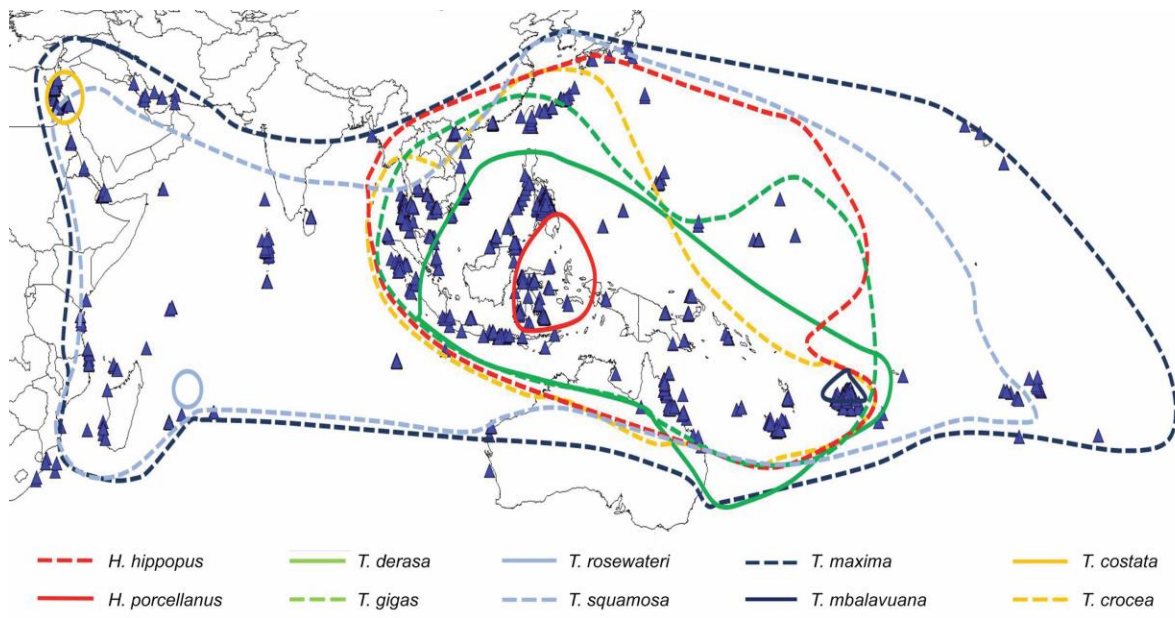 H. hippopus T. derasa T. rosewateri T. maxima T. costata
H. porcellanus T. gigas T. squamosa T. mbalavuana T. crocea